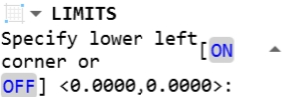 LIMITS
Specify lower left corner or [ON OFF] <0.0000,0.0000>: